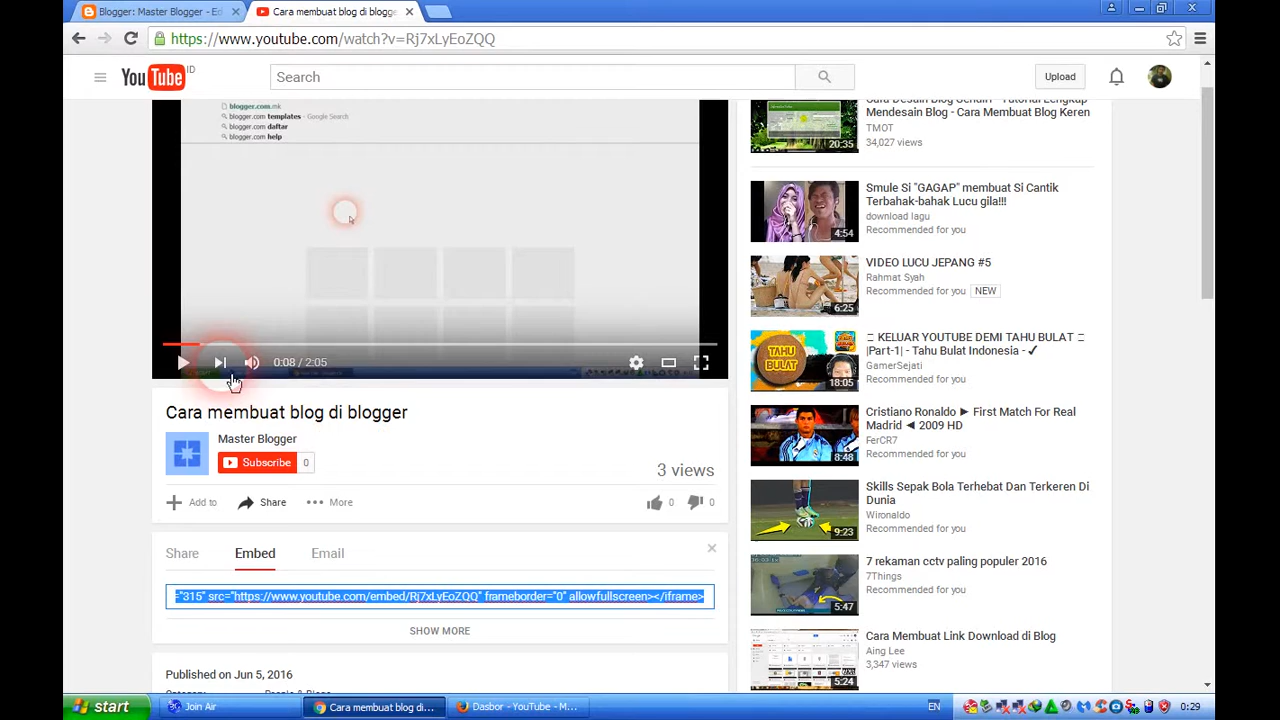 Blogger: Master Blogger - Ed
Cara membuat blog di blogge
https://www.youtube.com/watch?v=Rj7xLyEoZQQ
YouTube ID
Search
Upload
blogger.com.mk
blogger.com templates - Google Search
blogger.com daftar
blogger.com help
0:08 / 2:05
Cara membuat blog di blogger
Master Blogger
Subscribe 0
3 views
Add to
Share
More
0
0
Share
Embed
Email
="315" src="https://www.youtube.com/embed/Rj7xLyEoZQQ" frameborder="0" allowfullscreen></iframe>
SHOW MORE
Published on Jun 5, 2016
Cara Desain Blog Sendiri - Tutorial Lengkap
Mendesain Blog - Cara Membuat Blog Keren
TMOT
34,027 views
20:35
Smule Si "GAGAP" membuat Si Cantik
Terbahak-bahak Lucu gila!!!
download lagu
Recommended for you
4:54
VIDEO LUCU JEPANG #5
Rahmat Syah
Recommended for you NEW
6:25
KELUAR YOUTUBE DEMI TAHU BULAT
|Part-1| - Tahu Bulat Indonesia - ✓
GamerSejati
Recommended for you
TAHU
BULAT
18:05
Cristiano Ronaldo ► First Match For Real
Madrid ◄ 2009 HD
FerCR7
Recommended for you
8:48
Skills Sepak Bola Terhebat Dan Terkeren Di
Dunia
Wironaldo
Recommended for you
9:23
7 rekaman cctv paling populer 2016
7Things
Recommended for you
5:47
Cara Membuat Link Download di Blog
Aing Lee
3,347 views
5:24
start
Join Air
Cara membuat blog di...
Dasbor - YouTube - M...
EN
0:29